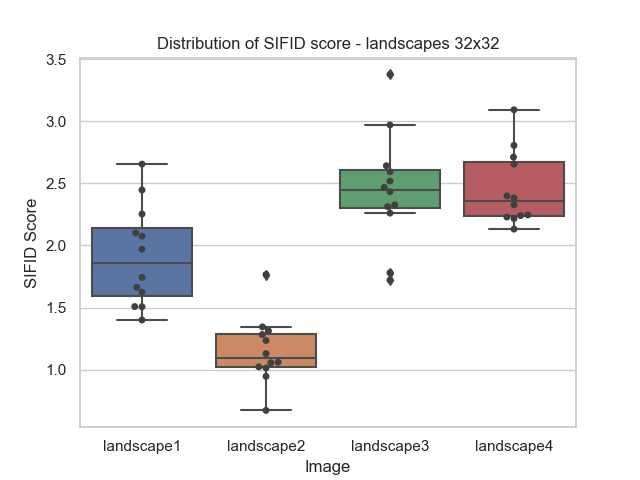 Distribution of SIFID score - landscapes 32x32
3.5
3.0
2.5
2.0
1.5
1.0
SIFID Score
landscape1 landscape2 landscape3 landscape4
Image